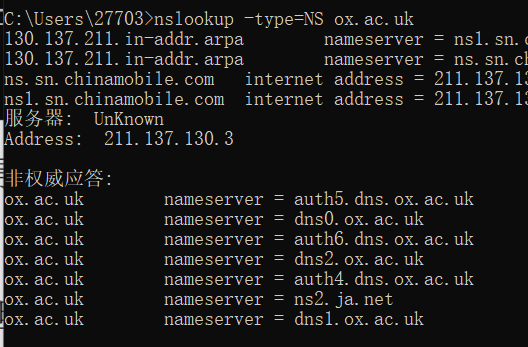 C:\Users\27703>nslookup -type=NS ox.ac.uk
130.137.211.in-addr.arpa nameserver = ns1.sn.c
130.137.211.in-addr.arpa nameserver = ns.sn.ch
ns.sn.chinamobile.com internet address = 211.137.13
ns1.sn.chinamobile.com internet address = 211.137.13
服务器: UnKnown
Address: 211.137.130.3
非权威应答:
ox.ac.uk nameserver = auth5.dns.ox.ac.uk
ox.ac.uk nameserver = dns0.ox.ac.uk
ox.ac.uk nameserver = auth6.dns.ox.ac.uk
ox.ac.uk nameserver = dns2.ox.ac.uk
ox.ac.uk nameserver = auth4.dns.ox.ac.uk
ox.ac.uk nameserver = ns2.ja.net
ox.ac.uk nameserver = dns1.ox.ac.uk